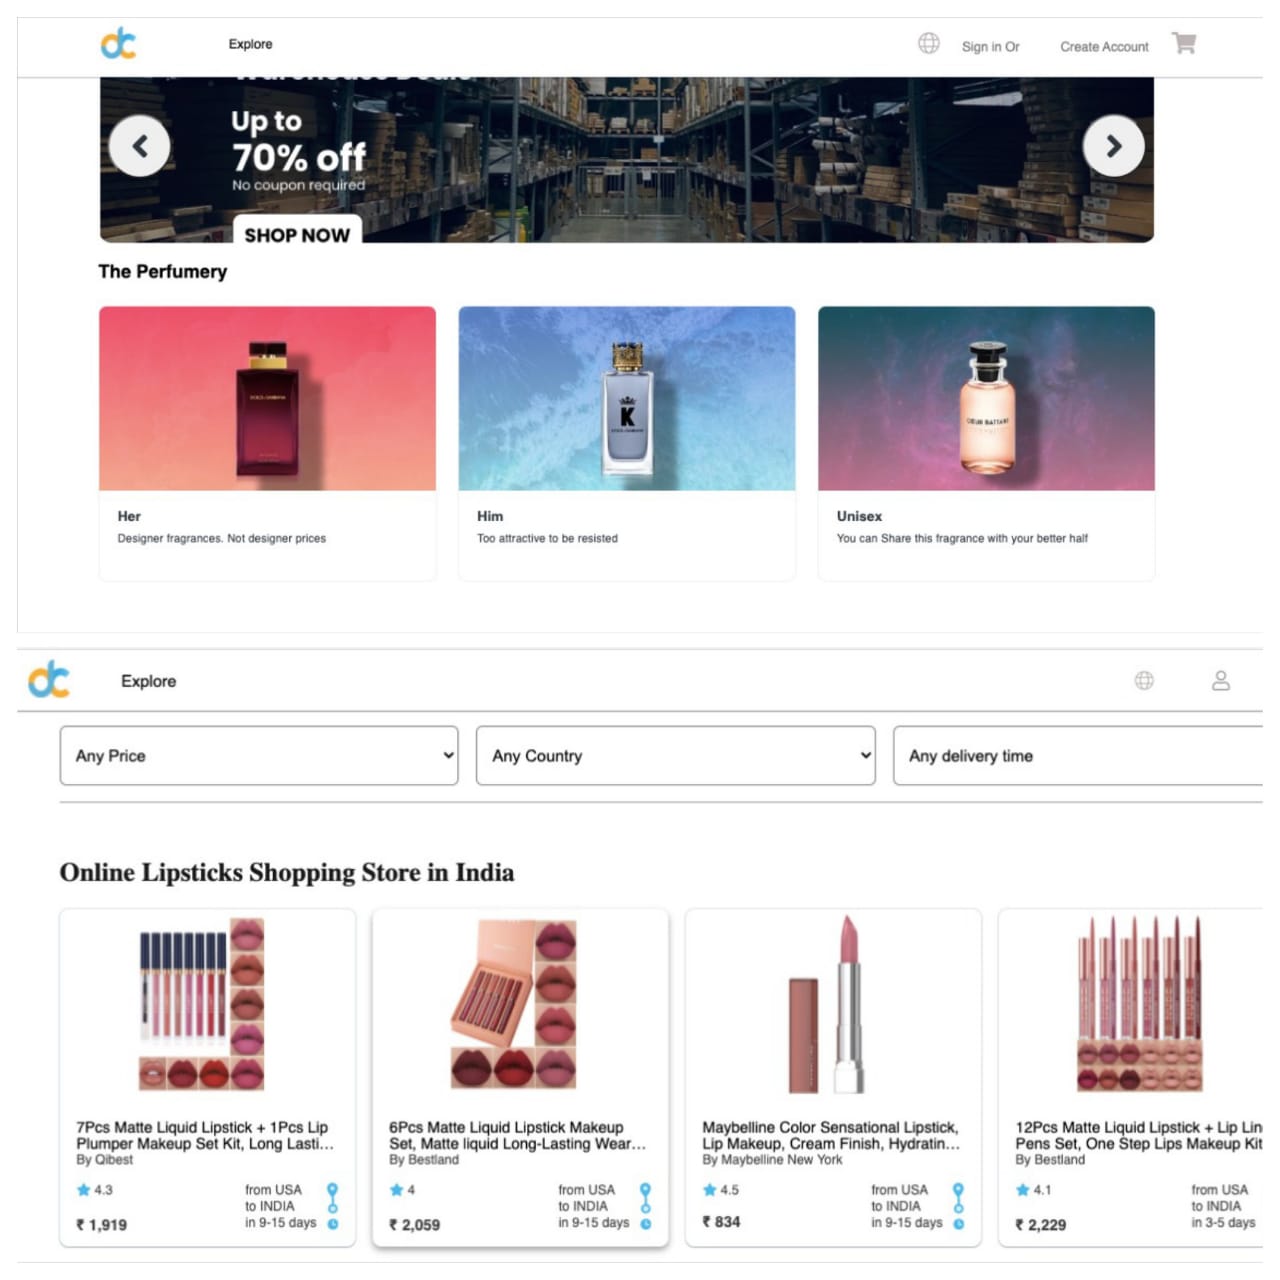 Explore
Sign in Or
Create Account
Warehouse Deals
Up to
70% off
No coupon required
SHOP NOW
The Perfumery
DOLCE&GABBANA
K
DOLCE&GABBANA
CŒUR BATTANT
Her
Designer fragrances. Not designer prices
Him
Too attractive to be resisted
Unisex
You can Share this fragrance with your better half
Explore
Any Price
Any Country
Any delivery time
Online Lipsticks Shopping Store in India
7Pcs Matte Liquid Lipstick + 1Pcs Lip
Plumper Makeup Set Kit, Long Lasti...
By Qibest
4.3
from USA
to INDIA
₹ 1,919
in 9-15 days
6Pcs Matte Liquid Lipstick Makeup
Set, Matte liquid Long-Lasting Wear...
By Bestland
4
from USA
to INDIA
₹ 2,059
in 9-15 days
Maybelline Color Sensational Lipstick,
Lip Makeup, Cream Finish, Hydratin...
By Maybelline New York
4.5
from USA
to INDIA
₹ 834
in 9-15 days
12Pcs Matte Liquid Lipstick + Lip Lin
Pens Set, One Step Lips Makeup Kit
By Bestland
4.1
from USA
to INDIA
₹ 2,229
in 3-5 days